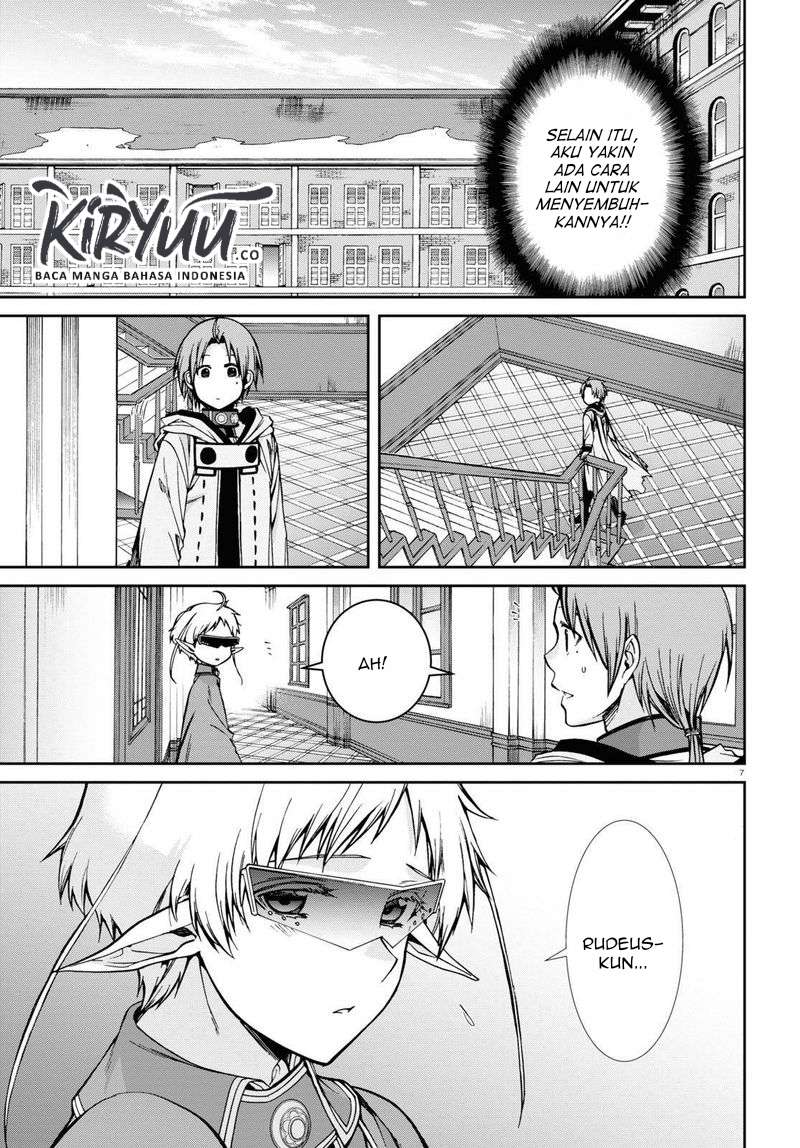 SELAIN ITU,
AKU YAKIN
ADA CARA
LAIN UNTUK
MENYEMBUH-
KANNYA!!
KIRYUU.CO
BACA MANGA BAHASA INDONESIA
AH!
7
RUDEUS-
KUN...